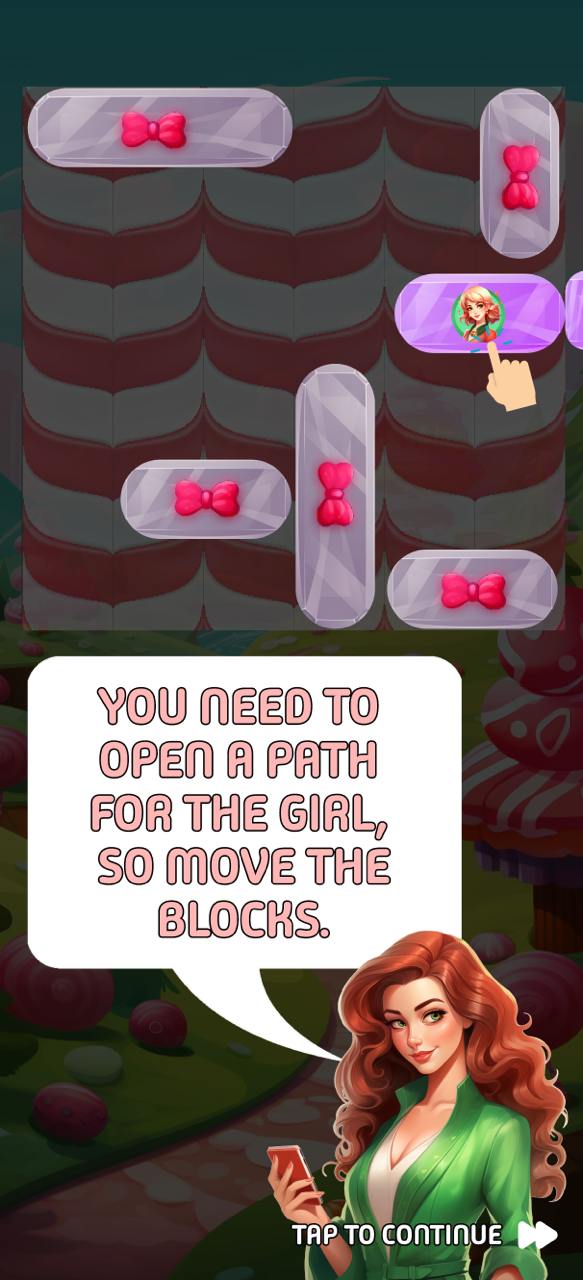 YOU NEED TO
OPEN A PATH
FOR THE GIRL,
SO MOVE THE
BLOCKS.
TAP TO CONTINUE